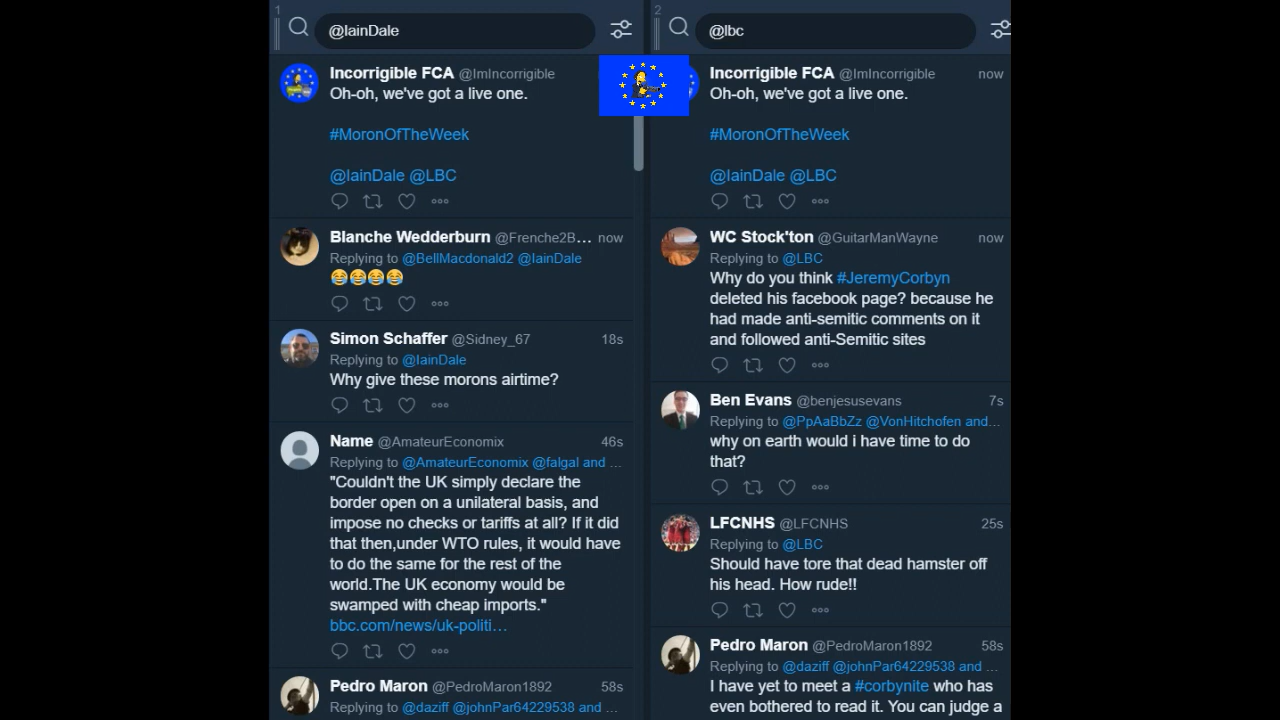 1
@IainDale
Incorrigible FCA @ImIncorrigible
Oh-oh, we've got a live one.
#MoronOfTheWeek
@IainDale @LBC
Blanche Wedderburn @Frenche2B... now
Replying to @BellMacdonald2 @IainDale
😂😂😂😂
Simon Schaffer @Sidney_67 18s
Replying to @IainDale
Why give these morons airtime?
Name @AmateurEconomix 46s
Replying to @AmateurEconomix @falgal and ...
"Couldn't the UK simply declare the
border open on a unilateral basis, and
impose no checks or tariffs at all? If it did
that then,under WTO rules, it would have
to do the same for the rest of the
world.The UK economy would be
swamped with cheap imports."
bbc.com/news/uk-politi…
Pedro Maron @PedroMaron1892 58s
Replying to @daziff @johnPar64229538 and ...
2
@lbc
Incorrigible FCA @ImIncorrigible now
Oh-oh, we've got a live one.
#MoronOfTheWeek
@IainDale @LBC
WC Stock'ton @GuitarManWayne now
Replying to @LBC
Why do you think #JeremyCorbyn
deleted his facebook page? because he
had made anti-semitic comments on it
and followed anti-Semitic sites
Ben Evans @benjesusevans 7s
Replying to @PpAaBbZz @VonHitchofen and...
why on earth would i have time to do
that?
LFCNHS @LFCNHS 25s
Replying to @LBC
Should have tore that dead hamster off
his head. How rude!!
Pedro Maron @PedroMaron1892 58s
Replying to @daziff @johnPar64229538 and ...
I have yet to meet a #corbynite who has
even bothered to read it. You can judge a